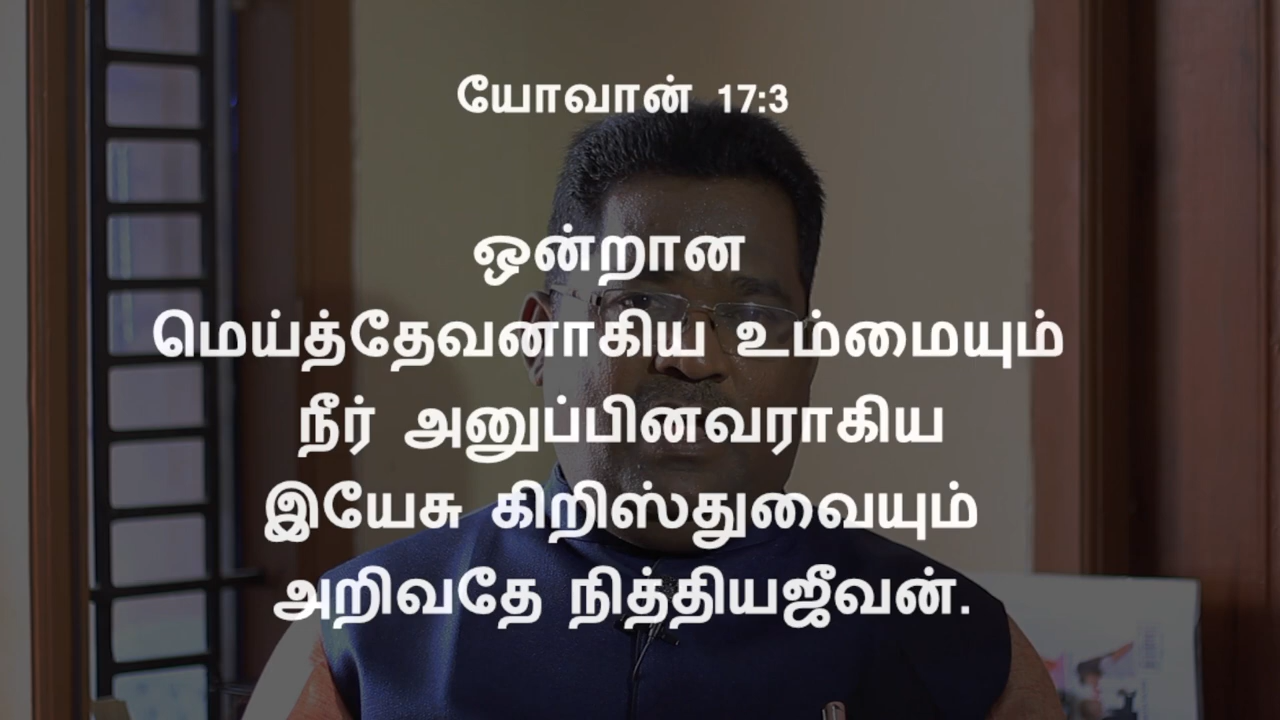 யோவான் 17:3
ஒன்றான
மெய்த்தேவனாகிய உம்மையும்
நீர் அனுப்பினவராகிய
இயேசு கிறிஸ்துவையும்
அறிவதே நித்தியஜீவன்.